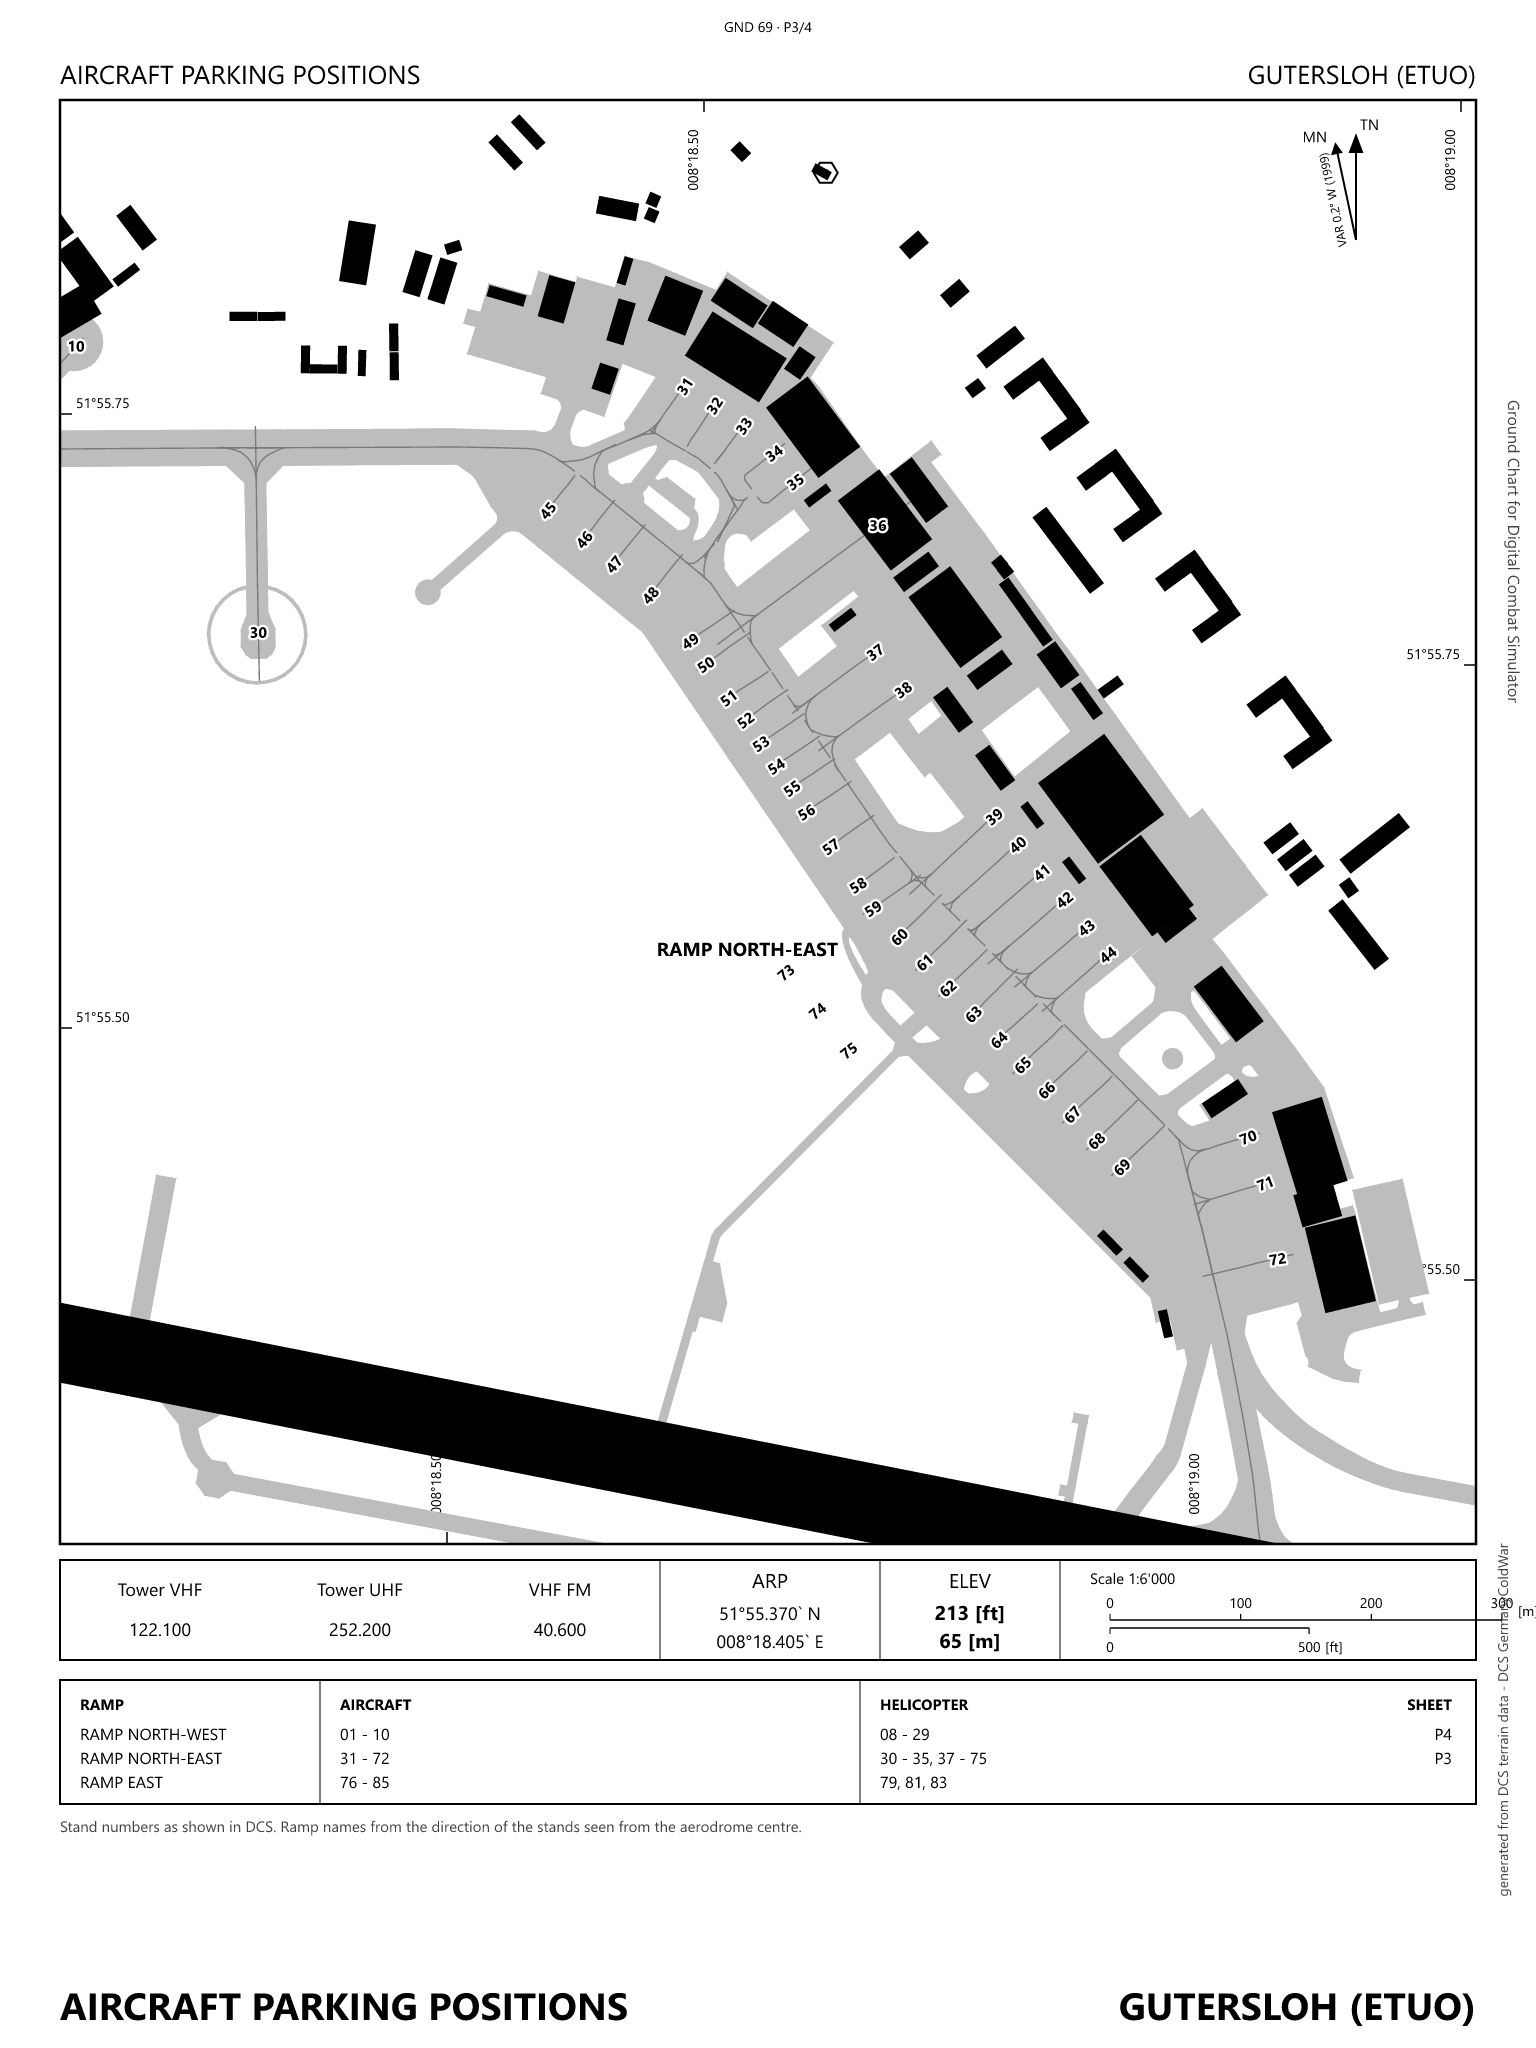 GND 69 · P3/4
AIRCRAFT PARKING POSITIONS
GUTERSLOH (ETUO)
008°18.50
008°19.00
MN
TN
VAR 0.2° W (1999)
10
51°55.75
31
32
33
34
35
36
45
46
47
48
30
49
50
37
38
51°55.75
51
52
53
54
55
56
57
39
40
41
42
43
44
58
59
60
61
62
63
64
65
66
67
68
69
RAMP NORTH-EAST
73
74
75
51°55.50
70
71
72
°55.50
008°18.50
008°19.00
Tower VHF
122.100
Tower UHF
252.200
VHF FM
40.600
ARP
51°55.370` N
008°18.405` E
ELEV
213 [ft]
65 [m]
Scale 1:6'000
0 100 200 300 [m]
0 500 [ft]
RAMP AIRCRAFT HELICOPTER SHEET
RAMP NORTH-WEST 01 - 10 08 - 29 P4
RAMP NORTH-EAST 31 - 72 30 - 35, 37 - 75 P3
RAMP EAST 76 - 85 79, 81, 83
Stand numbers as shown in DCS. Ramp names from the direction of the stands seen from the aerodrome centre.
Ground Chart for Digital Combat Simulator
generated from DCS terrain data - DCS GermanyColdWar
AIRCRAFT PARKING POSITIONS
GUTERSLOH (ETUO)